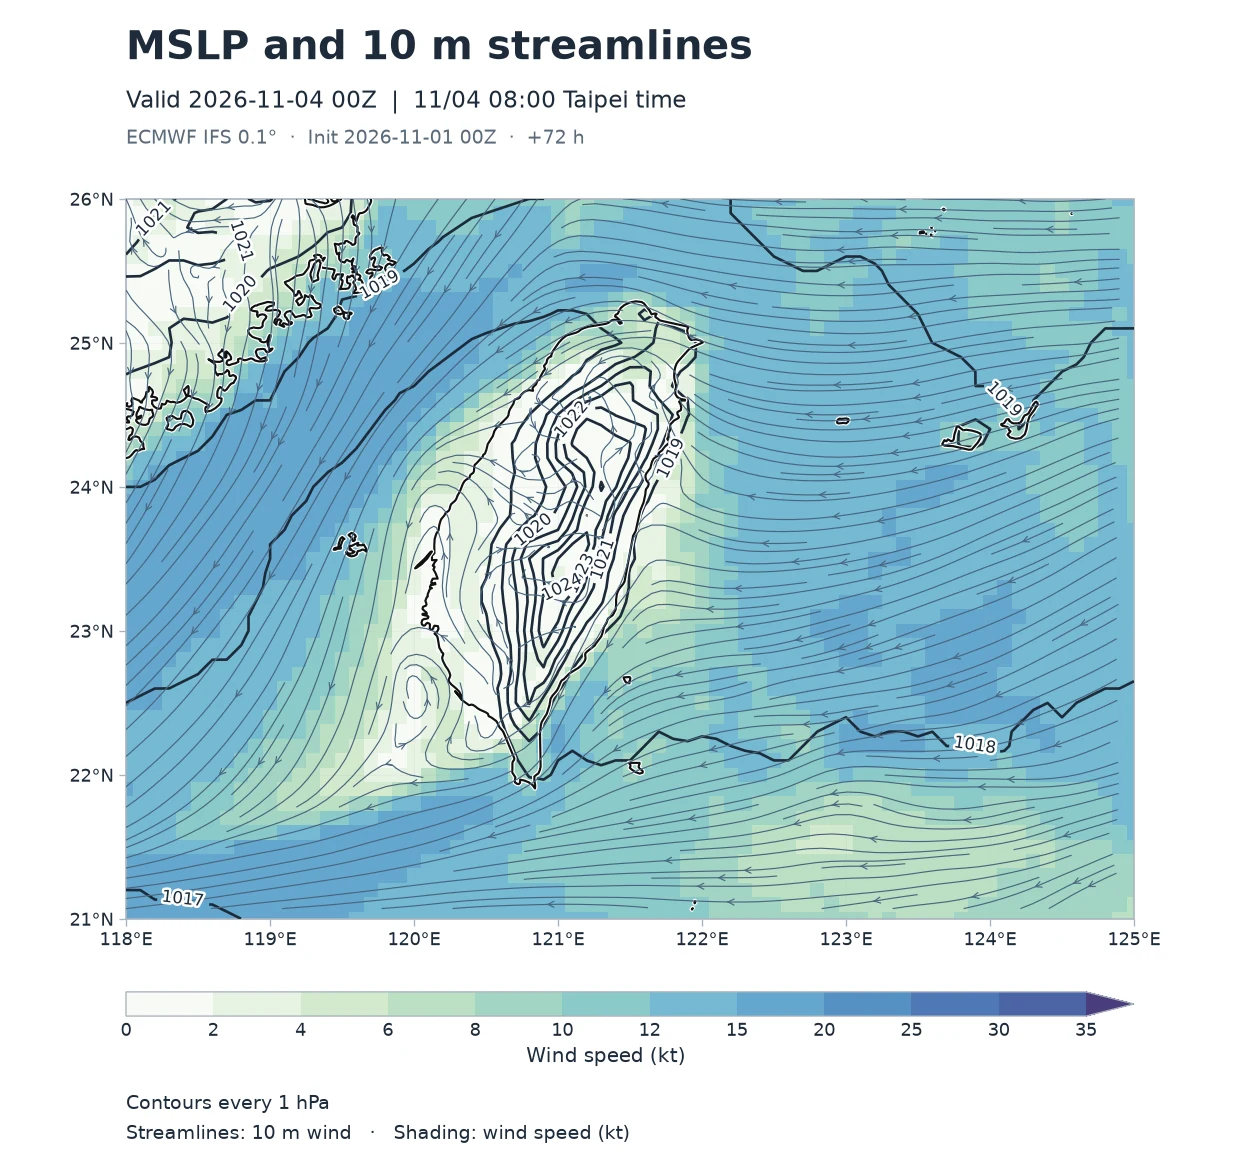 MSLP and 10 m streamlines
Valid 2026-11-04 00Z | 11/04 08:00 Taipei time
ECMWF IFS 0.1° · Init 2026-11-01 00Z · +72 h
26°N
25°N
24°N
23°N
22°N
21°N
1021
1021
1020
1019
1019
1022
1019
1020
1021
1024
1018
1017
118°E 119°E 120°E 121°E 122°E 123°E 124°E 125°E
0 2 4 6 8 10 12 15 20 25 30 35
Wind speed (kt)
Contours every 1 hPa
Streamlines: 10 m wind · Shading: wind speed (kt)